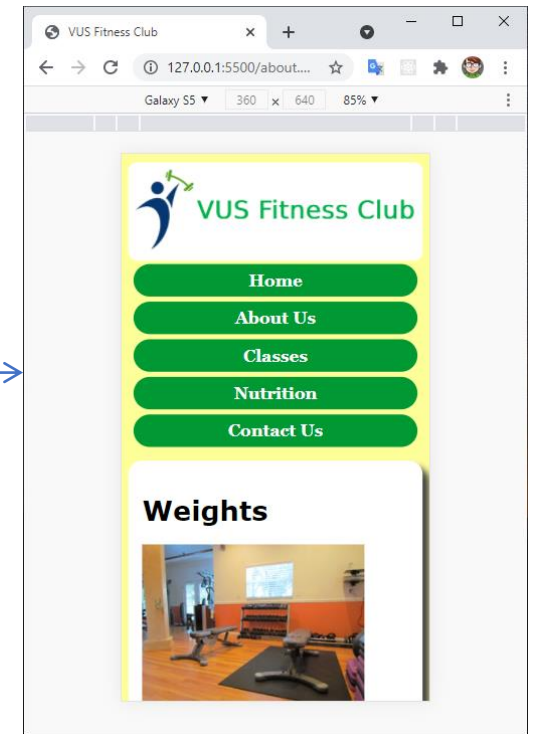 VUS Fitness Club
127.0.0.1:5500/about....
Galaxy S5 ▼ 360 x 640 85% ▼
VUS Fitness Club
Home
About Us
Classes
Nutrition
Contact Us
Weights